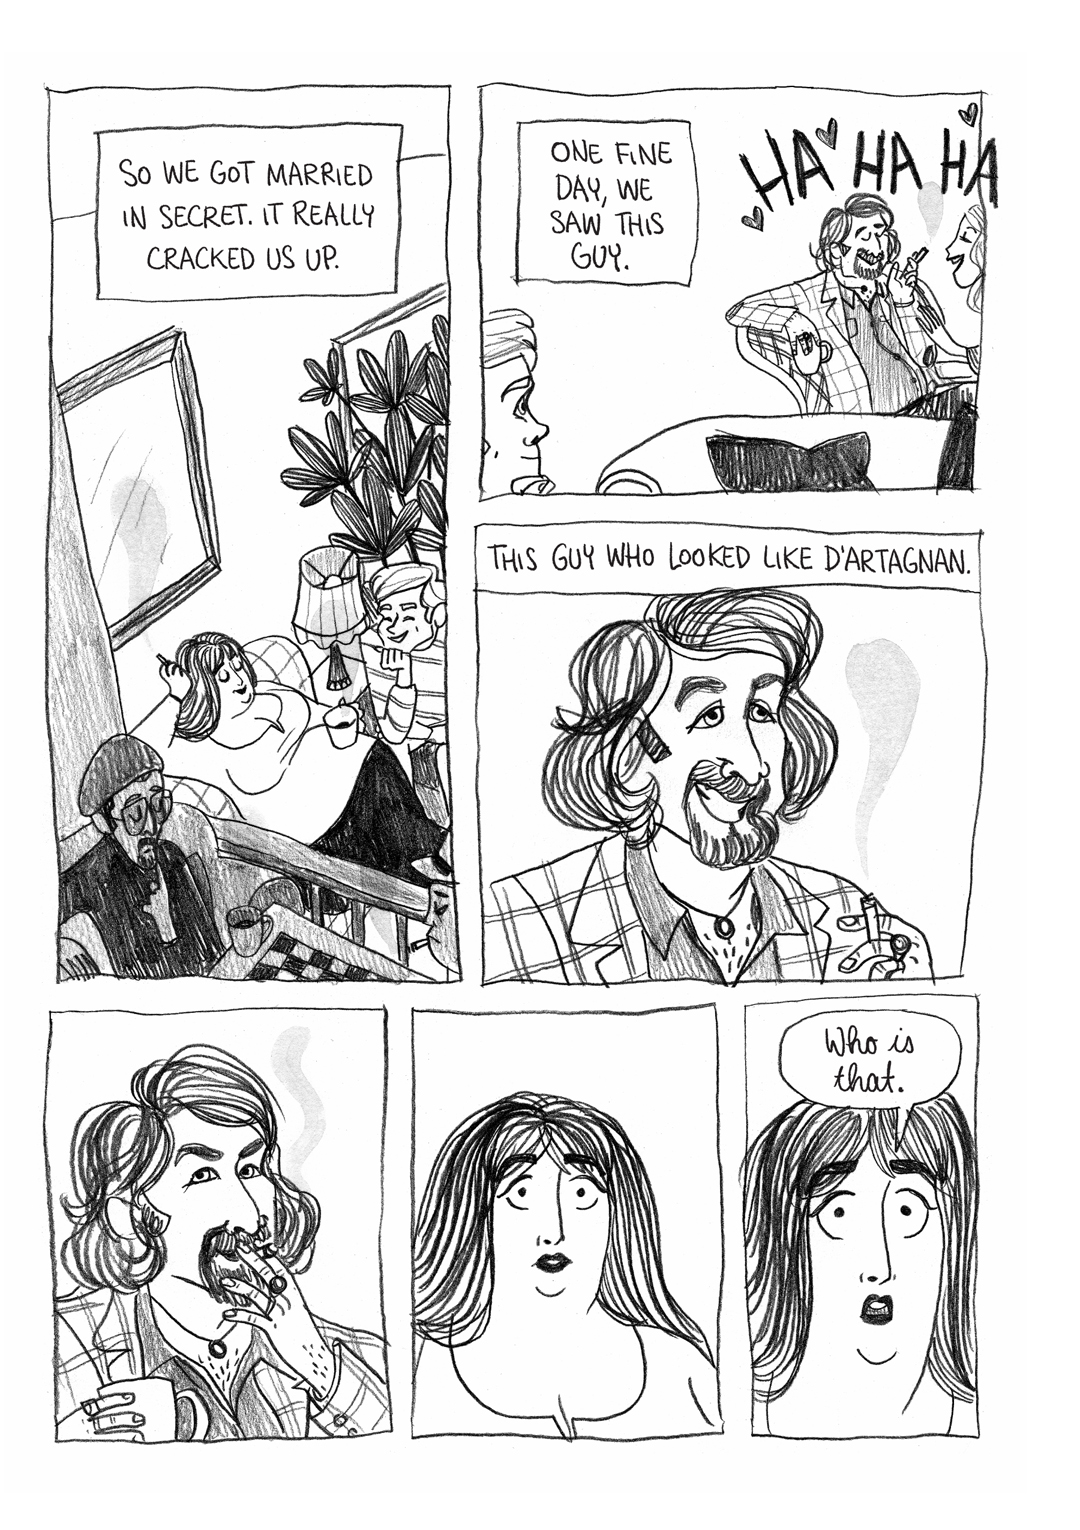 SO WE GOT MARRIED
IN SECRET. IT REALLY
CRACKED US UP.
ONE FINE
DAY, WE
SAW THIS
GUY.
HA HA HA
THIS GUY WHO LOOKED LIKE D'ARTAGNAN.
Who is
that.